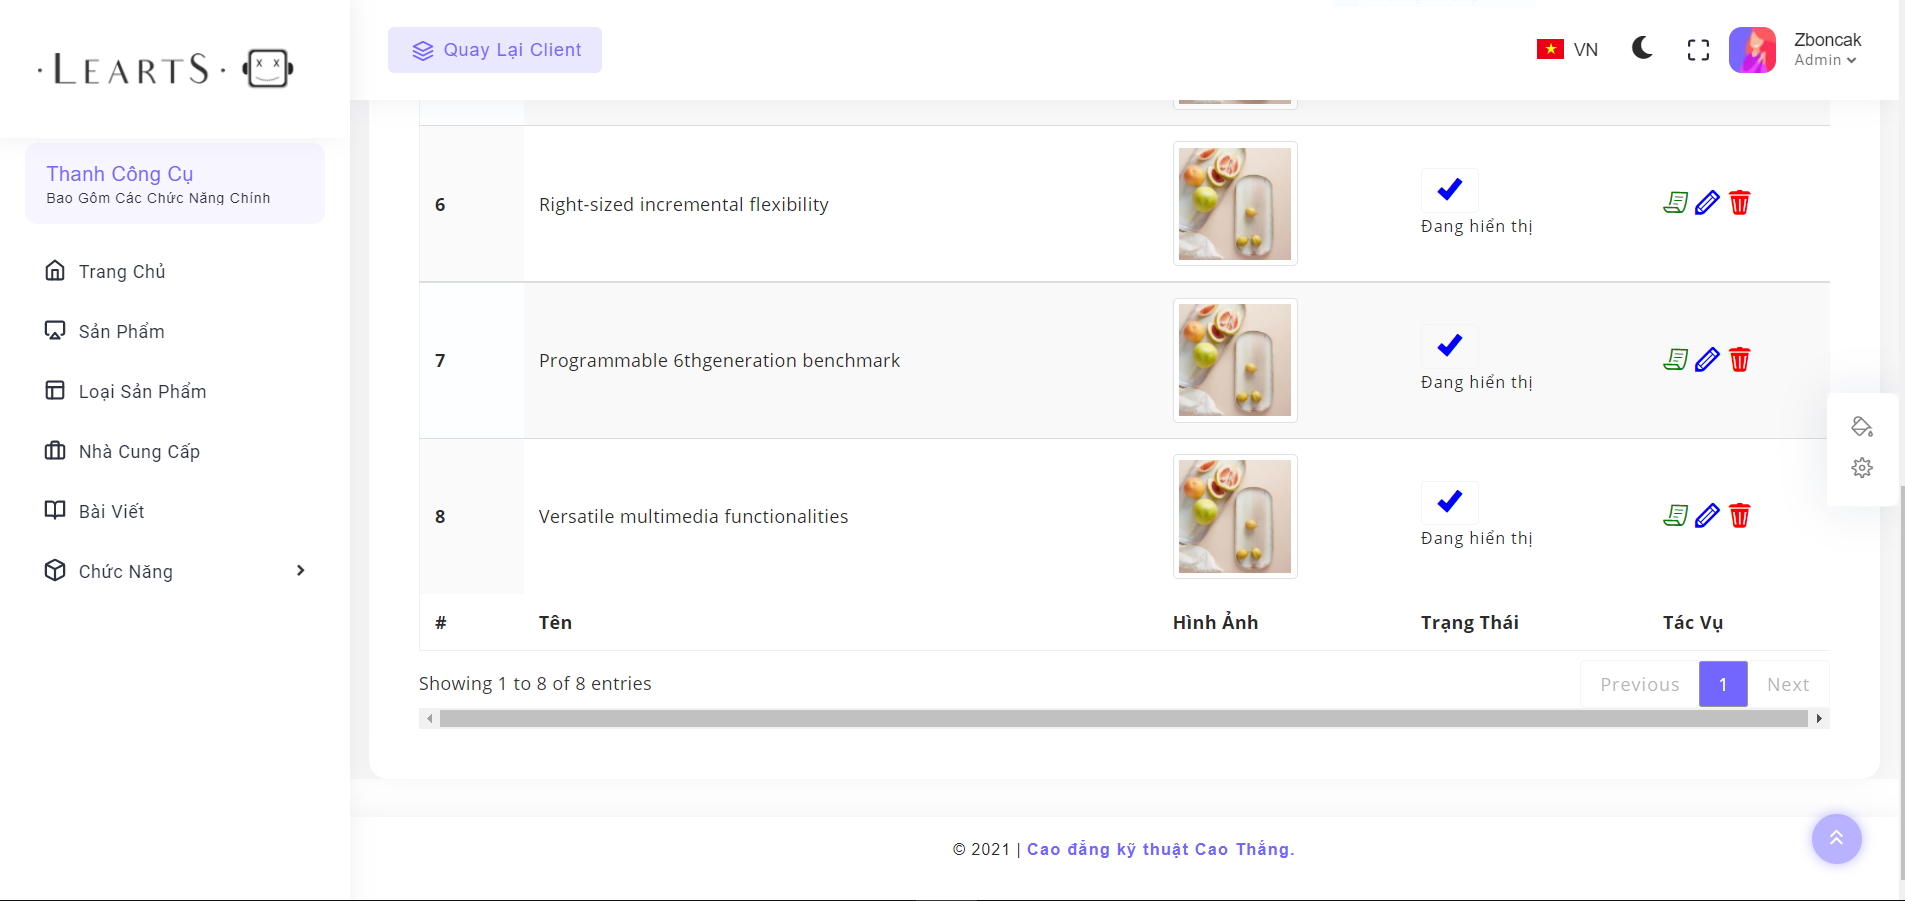 · LEARTS ·
x x
Quay Lại Client
VN
Zboncak
Admin
Thanh Công Cụ
Bao Gôm Các Chức Năng Chính
Trang Chủ
Sản Phẩm
Loại Sản Phẩm
Nhà Cung Cấp
Bài Viết
Chức Năng
6 Right-sized incremental flexibility Đang hiển thị
7 Programmable 6thgeneration benchmark Đang hiển thị
8 Versatile multimedia functionalities Đang hiển thị
# Tên Hình Ảnh Trạng Thái Tác Vụ
Showing 1 to 8 of 8 entries
Previous 1 Next
© 2021 | Cao đẳng kỹ thuật Cao Thắng.